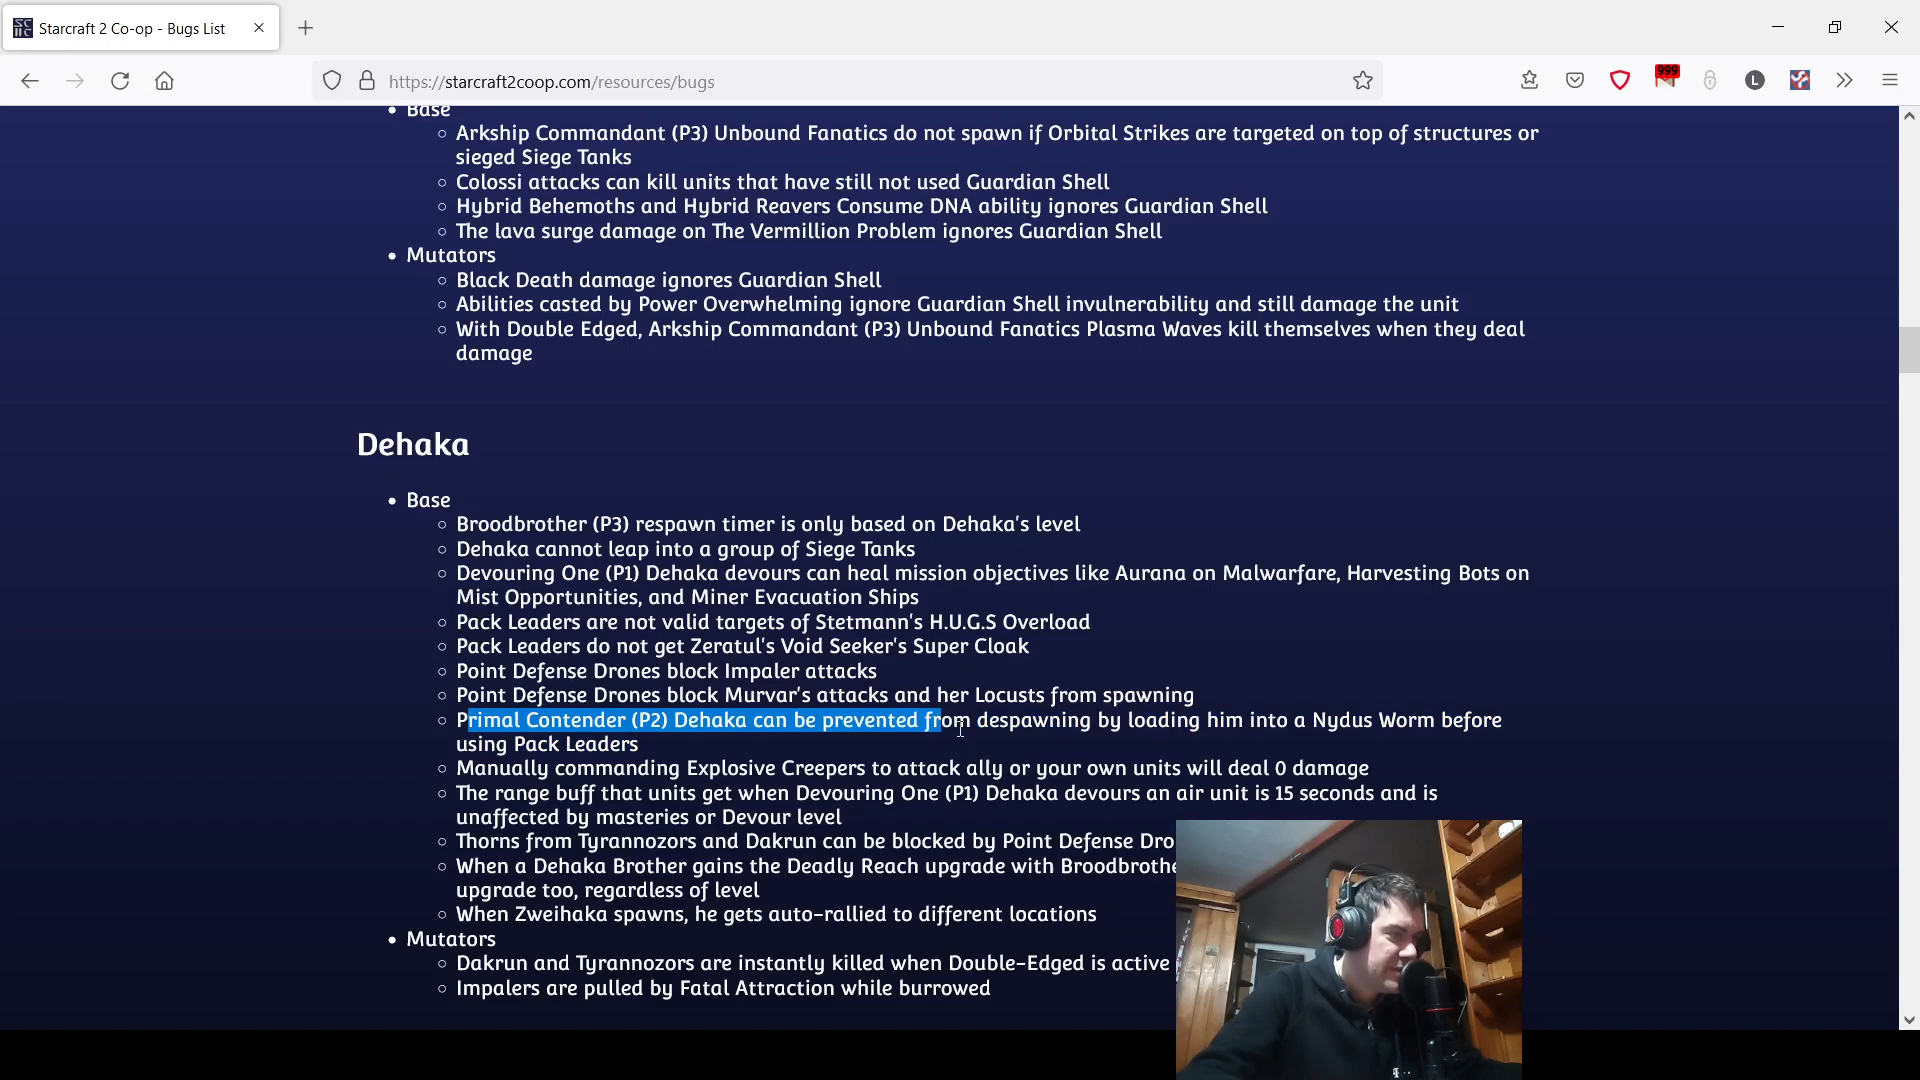 Starcraft 2 Co-op - Bugs List
https://starcraft2coop.com/resources/bugs
999
L
Base
Arkship Commandant (P3) Unbound Fanatics do not spawn if Orbital Strikes are targeted on top of structures or
sieged Siege Tanks
Colossi attacks can kill units that have still not used Guardian Shell
Hybrid Behemoths and Hybrid Reavers Consume DNA ability ignores Guardian Shell
The lava surge damage on The Vermillion Problem ignores Guardian Shell
Mutators
Black Death damage ignores Guardian Shell
Abilities casted by Power Overwhelming ignore Guardian Shell invulnerability and still damage the unit
With Double Edged, Arkship Commandant (P3) Unbound Fanatics Plasma Waves kill themselves when they deal
damage
Dehaka
Base
Broodbrother (P3) respawn timer is only based on Dehaka's level
Dehaka cannot leap into a group of Siege Tanks
Devouring One (P1) Dehaka devours can heal mission objectives like Aurana on Malwarfare, Harvesting Bots on
Mist Opportunities, and Miner Evacuation Ships
Pack Leaders are not valid targets of Stetmann's H.U.G.S Overload
Pack Leaders do not get Zeratul's Void Seeker's Super Cloak
Point Defense Drones block Impaler attacks
Point Defense Drones block Murvar's attacks and her Locusts from spawning
Primal Contender (P2) Dehaka can be prevented from despawning by loading him into a Nydus Worm before
using Pack Leaders
Manually commanding Explosive Creepers to attack ally or your own units will deal 0 damage
The range buff that units get when Devouring One (P1) Dehaka devours an air unit is 15 seconds and is
unaffected by masteries or Devour level
Thorns from Tyrannozors and Dakrun can be blocked by Point Defense Dro
When a Dehaka Brother gains the Deadly Reach upgrade with Broodbrothe
upgrade too, regardless of level
When Zweihaka spawns, he gets auto-rallied to different locations
Mutators
Dakrun and Tyrannozors are instantly killed when Double-Edged is active
Impalers are pulled by Fatal Attraction while burrowed